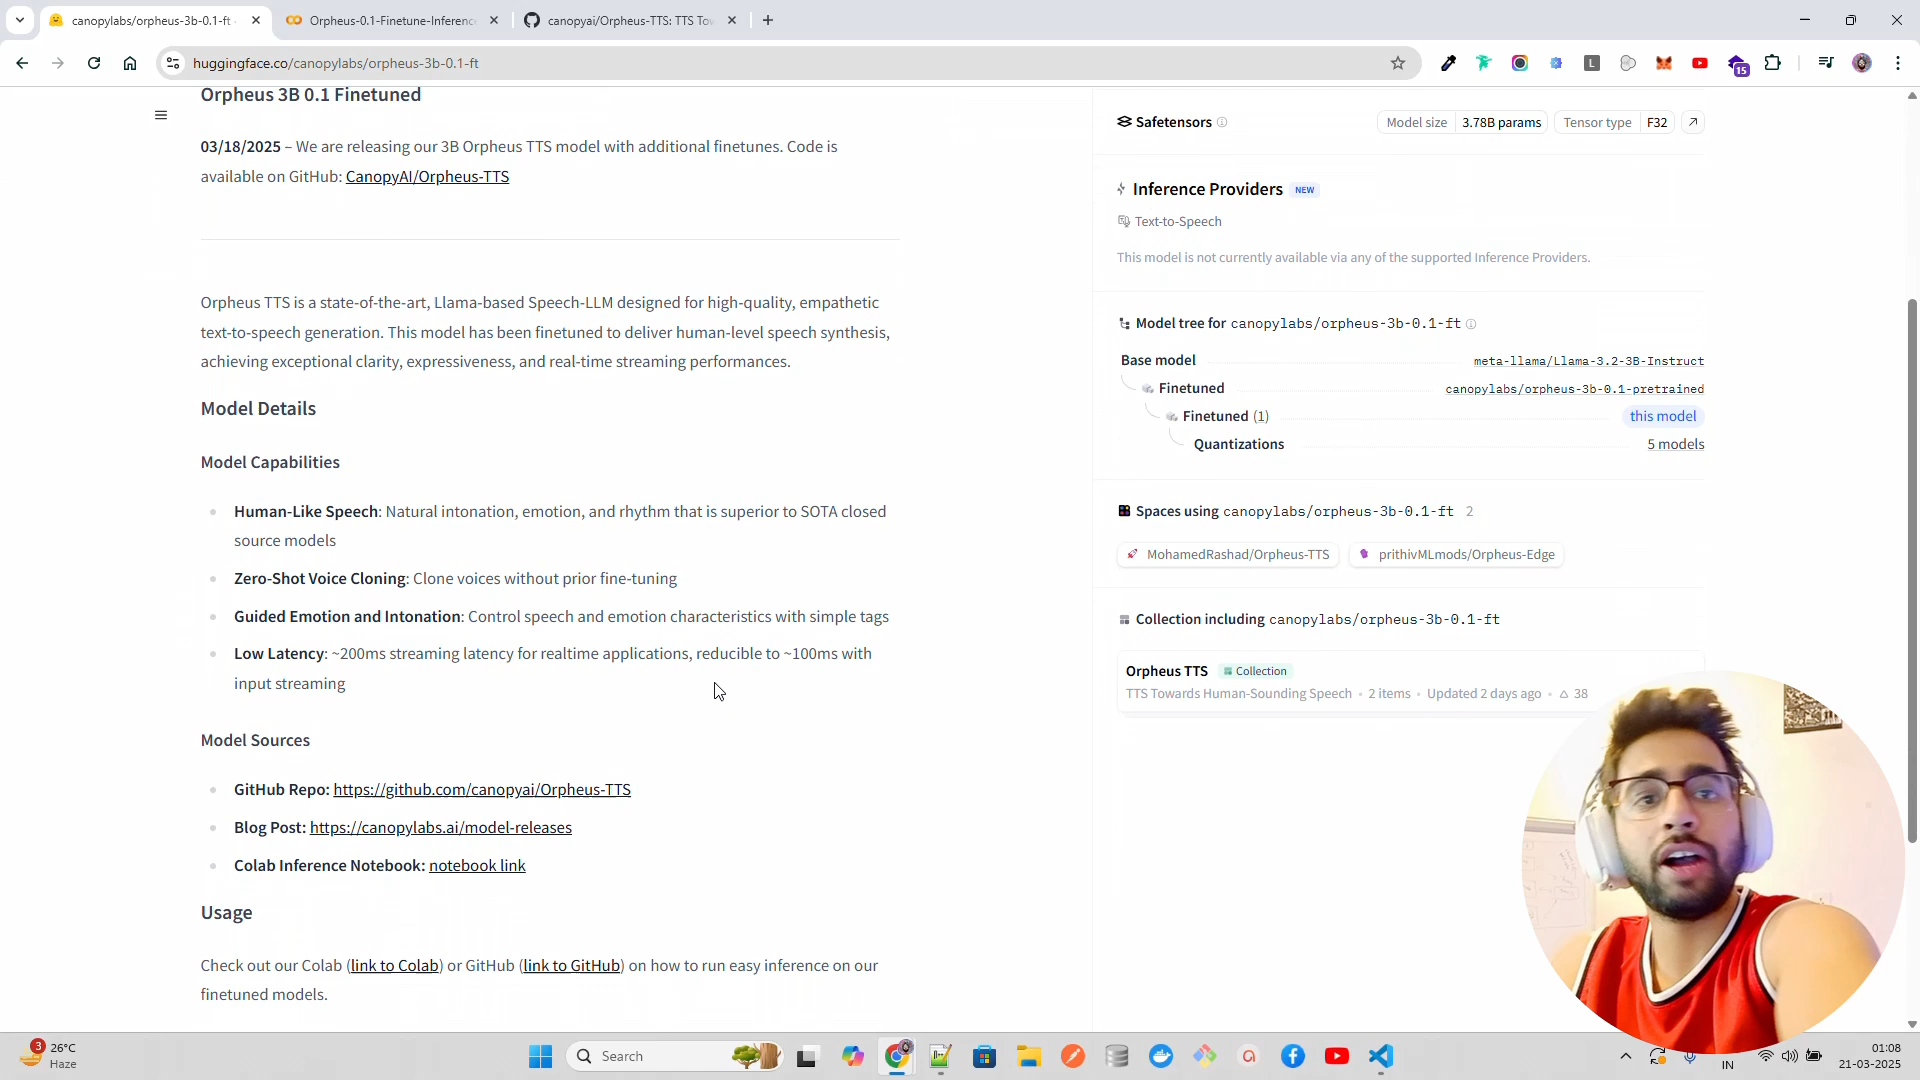 canopylabs/orpheus-3b-0.1-ft
Orpheus-0.1-Finetune-Inferenc
canopyai/Orpheus-TTS: TTS Tow
huggingface.co/canopylabs/orpheus-3b-0.1-ft
L
15
Orpheus 3B 0.1 Finetuned
03/18/2025 – We are releasing our 3B Orpheus TTS model with additional finetunes. Code is
available on GitHub: CanopyAI/Orpheus-TTS
Orpheus TTS is a state-of-the-art, Llama-based Speech-LLM designed for high-quality, empathetic
text-to-speech generation. This model has been finetuned to deliver human-level speech synthesis,
achieving exceptional clarity, expressiveness, and real-time streaming performances.
Model Details
Model Capabilities
Human-Like Speech: Natural intonation, emotion, and rhythm that is superior to SOTA closed
source models
Zero-Shot Voice Cloning: Clone voices without prior fine-tuning
Guided Emotion and Intonation: Control speech and emotion characteristics with simple tags
Low Latency: ~200ms streaming latency for realtime applications, reducible to ~100ms with
input streaming
Model Sources
GitHub Repo: https://github.com/canopyai/Orpheus-TTS
Blog Post: https://canopylabs.ai/model-releases
Colab Inference Notebook: notebook link
Usage
Check out our Colab (link to Colab) or GitHub (link to GitHub) on how to run easy inference on our
finetuned models.
Safetensors
Model size 3.78B params
Tensor type F32
Inference Providers NEW
Text-to-Speech
This model is not currently available via any of the supported Inference Providers.
Model tree for canopylabs/orpheus-3b-0.1-ft
Base model meta-llama/Llama-3.2-3B-Instruct
Finetuned canopylabs/orpheus-3b-0.1-pretrained
Finetuned (1) this model
Quantizations 5 models
Spaces using canopylabs/orpheus-3b-0.1-ft 2
MohamedRashad/Orpheus-TTS
prithivMLmods/Orpheus-Edge
Collection including canopylabs/orpheus-3b-0.1-ft
Orpheus TTS Collection
TTS Towards Human-Sounding Speech • 2 items • Updated 2 days ago • 38
3
26°C
Haze
Search
IN
01:08
21-03-2025